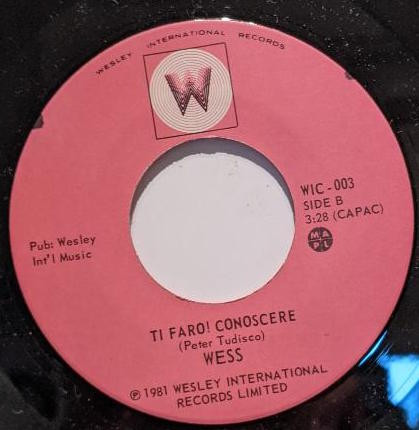 WESLEY INTERNATIONAL RECORDS
W
WIC - 003
SIDE B
3:28 (CAPAC)
MAPL
Pub: Wesley
Int'l Music
TI FARO! CONOSCERE
(Peter Tudisco)
WESS
℗ 1981 WESLEY INTERNATIONAL
RECORDS LIMITED